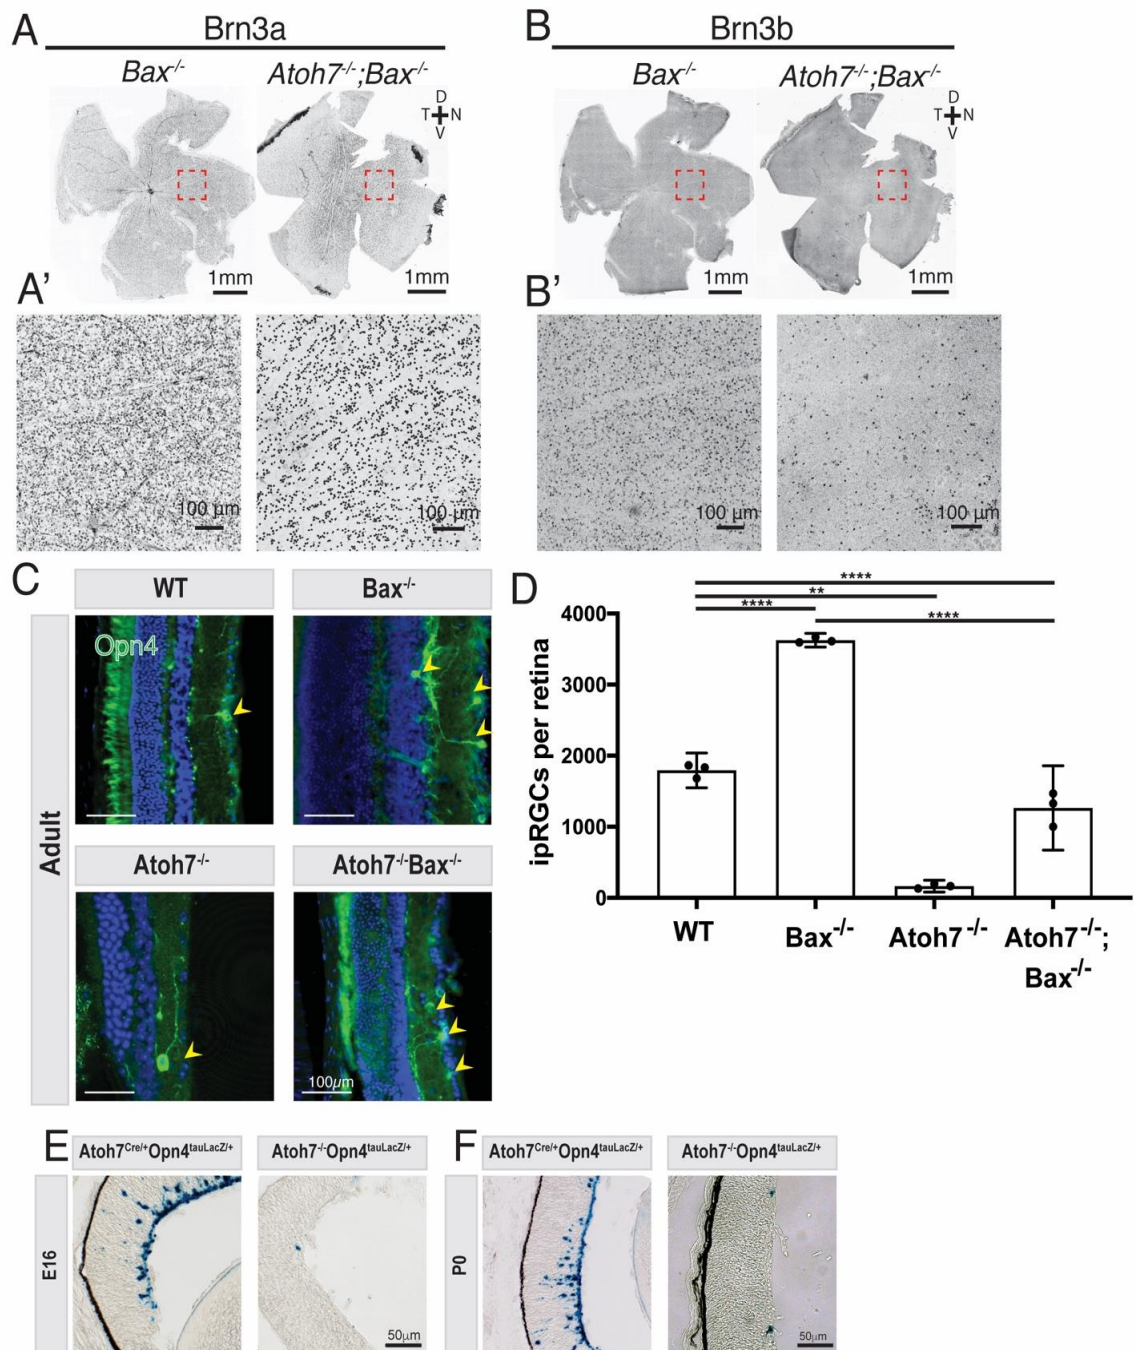 A Brn3a
Bax-/- Atoh7-/-;Bax-/-
D
T N
V
1mm 1mm
B Brn3b
Bax-/- Atoh7-/-;Bax-/-
D
T N
V
1mm 1mm
A'
100 µm 100 µm
B'
100 µm 100 µm
C
WT Bax-/-
Adult
Opn4
Atoh7-/- Atoh7-/-Bax-/-
100µm
D
****
**
****
****
ipRGCs per retina
4000
3000
2000
1000
0
WT Bax-/- Atoh7-/- Atoh7-/-;
Bax-/-
E
Atoh7Cre/+Opn4tauLacZ/+ Atoh7-/-Opn4tauLacZ/+
E16
50µm
F
Atoh7Cre/+Opn4tauLacZ/+ Atoh7-/-Opn4tauLacZ/+
P0
50µm